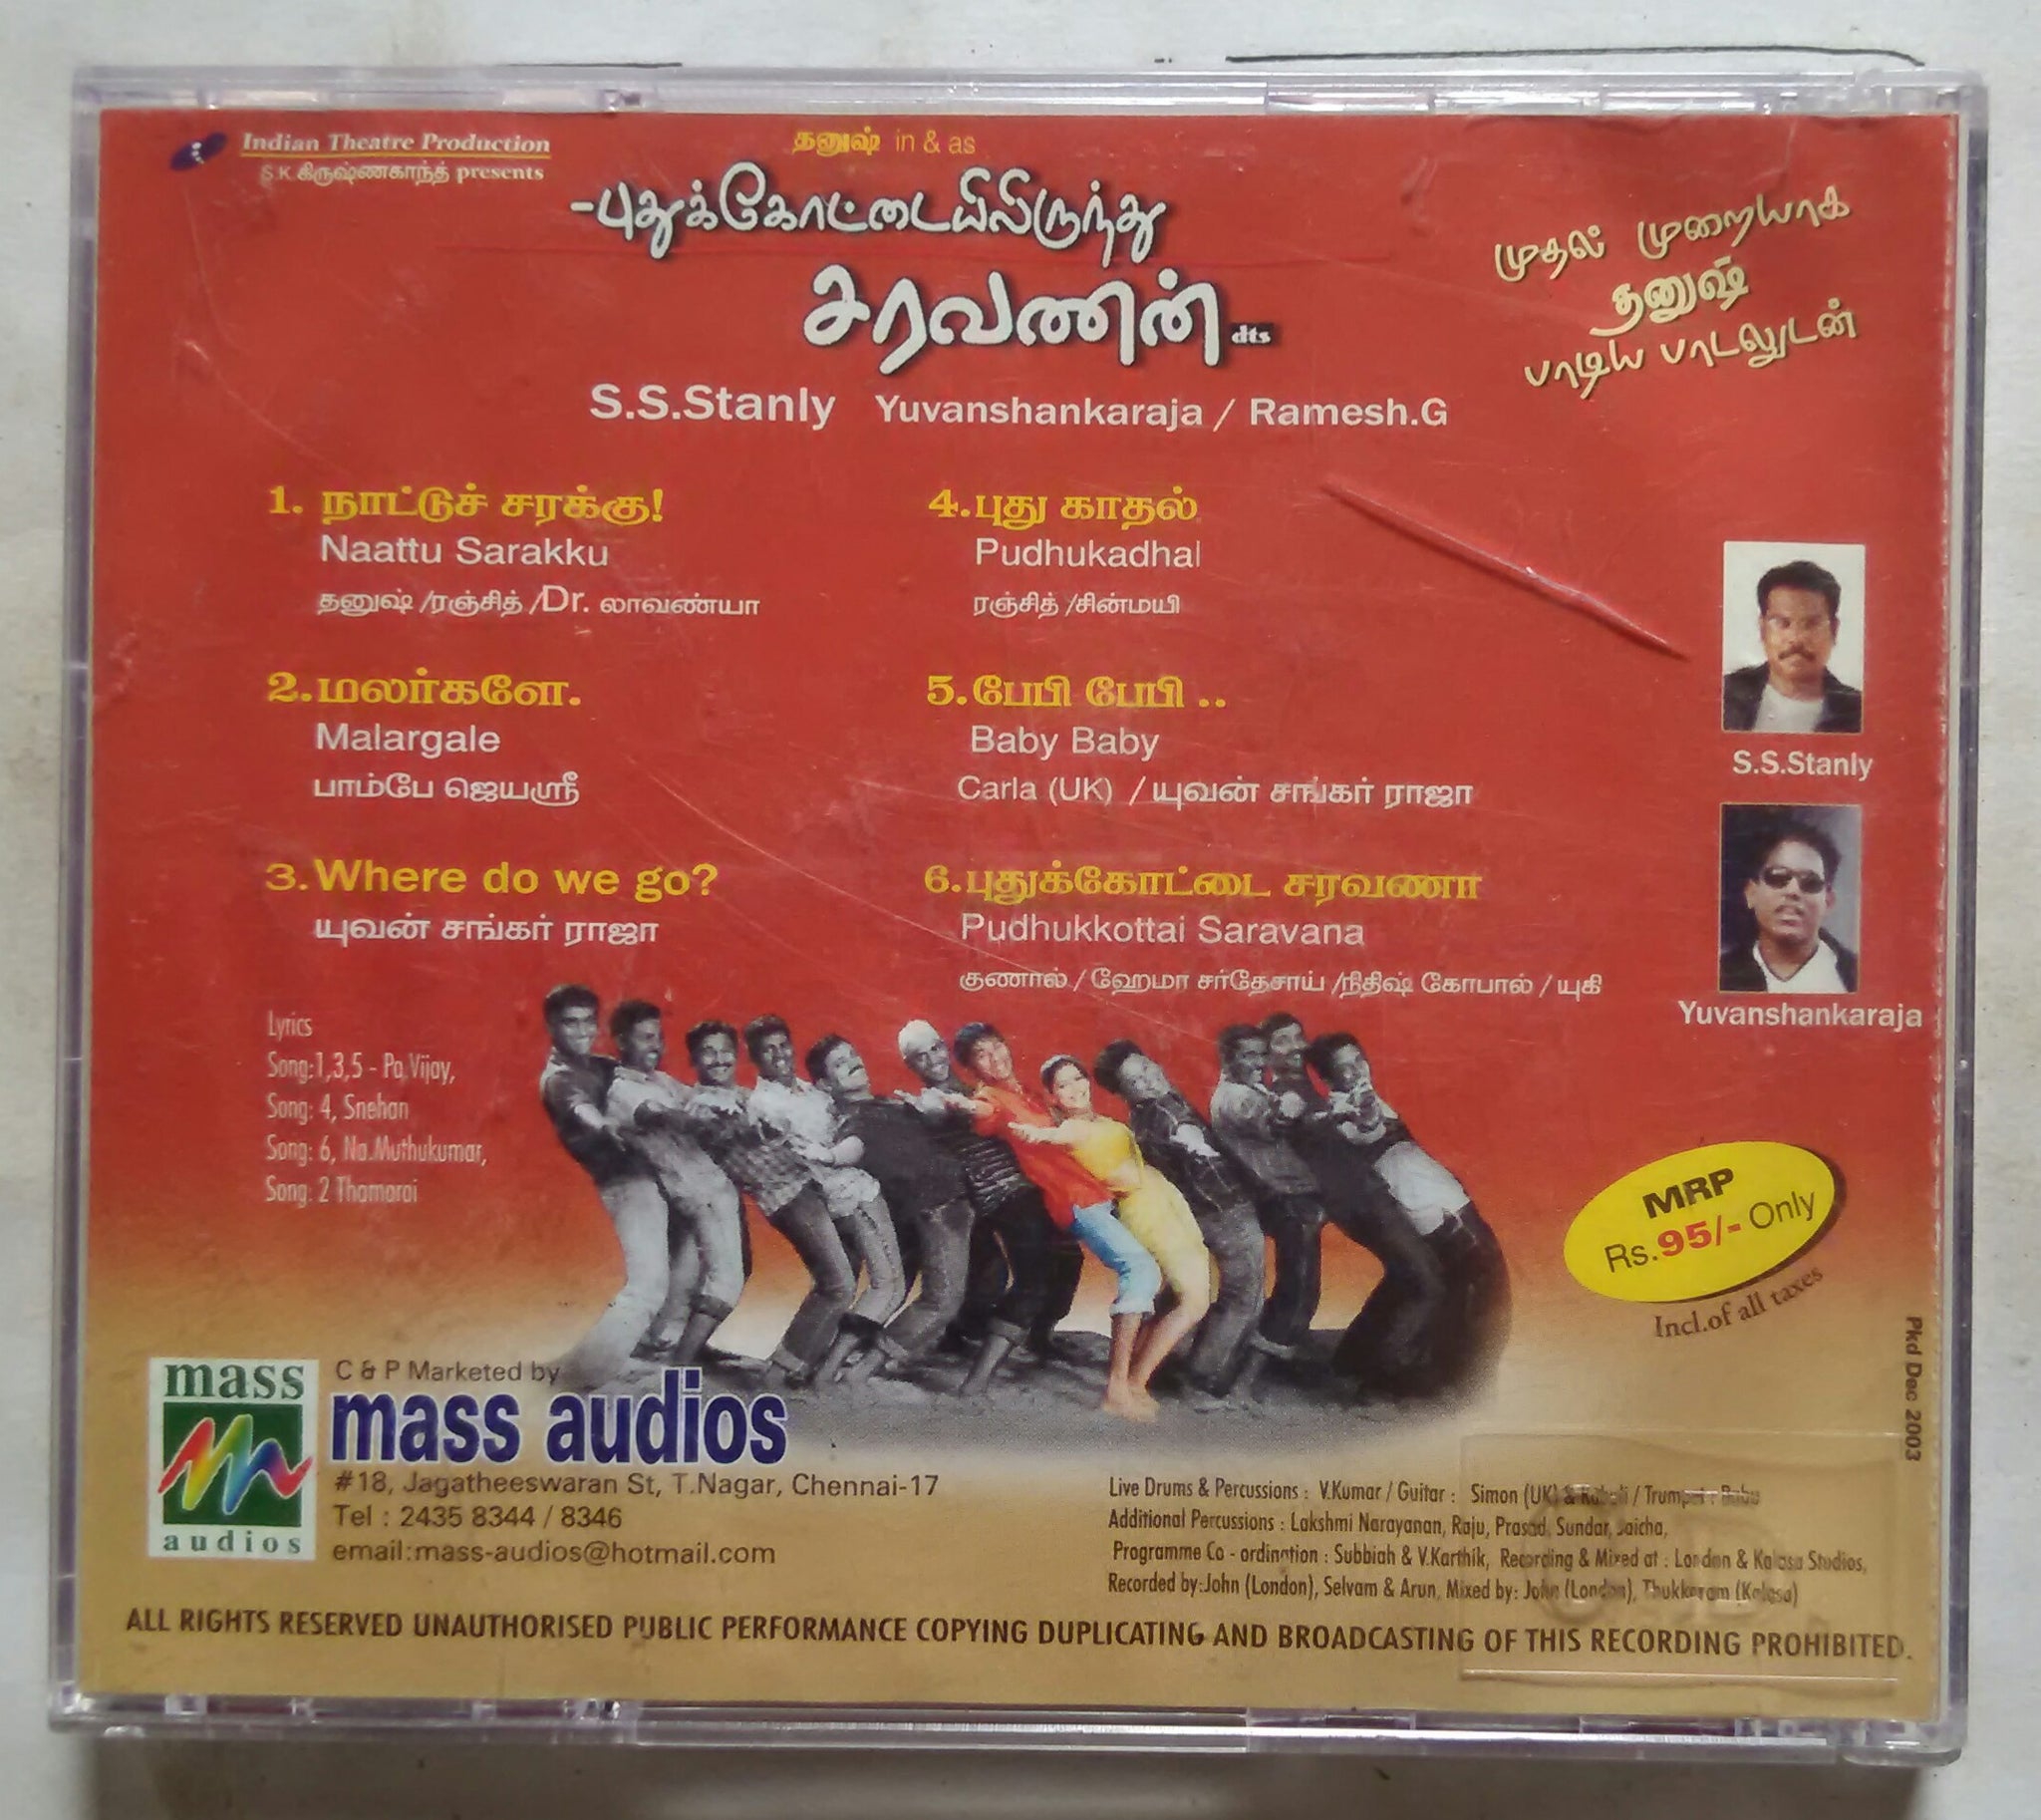 Indian Theatre Production
S.K.கிருஷ்ணகாந்த் presents
தனுஷ் in & as
-புதுக்கோட்டையிலிருந்து
சரவணன் dts
முதல் முறையாக
தனுஷ்
பாடிய பாடலுடன்
S.S.Stanly Yuvanshankaraja / Ramesh.G
1. நாட்டுச் சரக்கு!
Naattu Sarakku
தனுஷ் /ரஞ்சித் /Dr. லாவண்யா
2.மலர்களே.
Malargale
பாம்பே ஜெயஸ்ரீ
3.Where do we go?
யுவன் சங்கர் ராஜா
4.புது காதல்
Pudhukadhal
ரஞ்சித் /சின்மயி
5.பேபி பேபி ..
Baby Baby
Carla (UK) / யுவன் சங்கர் ராஜா
6.புதுக்கோட்டை சரவணா
Pudhukkottai Saravana
குணால் / ஹேமா சர்தேசாய் /நிதிஷ் கோபால் / யுகி
S.S.Stanly
Yuvanshankaraja
Lyrics
Song:1,3,5 - Pa.Vijay,
Song: 4, Snehan
Song: 6, Na.Muthukumar,
Song: 2 Thamarai
MRP
Rs.95/- Only
Incl.of all taxes
Pkd Dec 2003
mass
audios
C & P Marketed by
mass audios
#18, Jagatheeswaran St, T.Nagar, Chennai-17
Tel : 2435 8344 / 8346
email:mass-audios@hotmail.com
Live Drums & Percussions : V.Kumar / Guitar : Simon (UK) & / Trumpet : Babu
Additional Percussions : Lakshmi Narayanan, Raju, Prasad, Sundar, Jaicha,
Programme Co - ordination : Subbiah & V.Karthik, Recording & Mixed at : London & Kalasa Studios,
Recorded by:John (London), Selvam & Arun, Mixed by: John (London), Thukkaram (Kalasa)
ALL RIGHTS RESERVED UNAUTHORISED PUBLIC PERFORMANCE COPYING DUPLICATING AND BROADCASTING OF THIS RECORDING PROHIBITED.